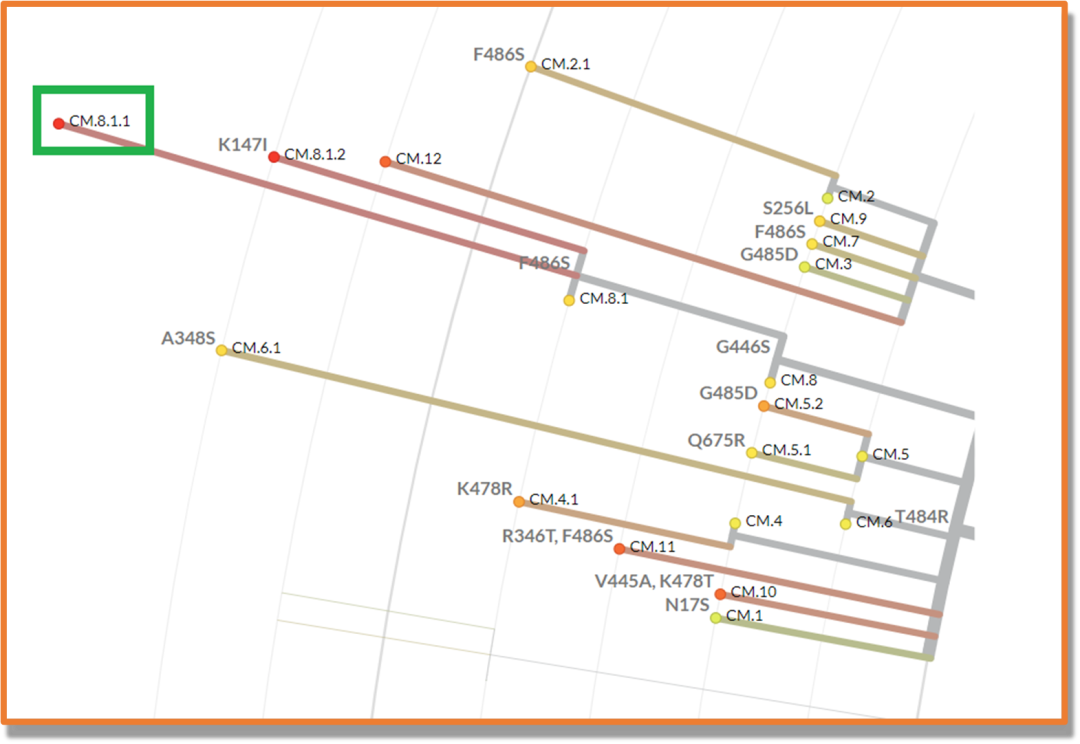 F486S CM.2.1
CM.8.1.1
K147I CM.8.1.2
CM.12
CM.2
S256L CM.9
F486S CM.7
G485D CM.3
F486S
CM.8.1
A348S CM.6.1
G446S
CM.8
G485D CM.5.2
Q675R CM.5.1
CM.5
K478R CM.4.1
CM.4
CM.6 T484R
R346T, F486S CM.11
V445A, K478T CM.10
N17S CM.1